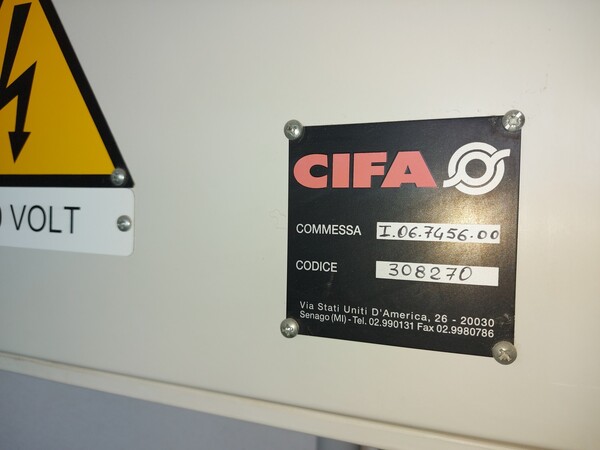 VOLT
CIFA
COMMESSA I.06.7456.00
CODICE 308270
Via Stati Uniti D'America, 26 - 20030
Senago (MI) - Tel. 02.990131 Fax 02.9980786